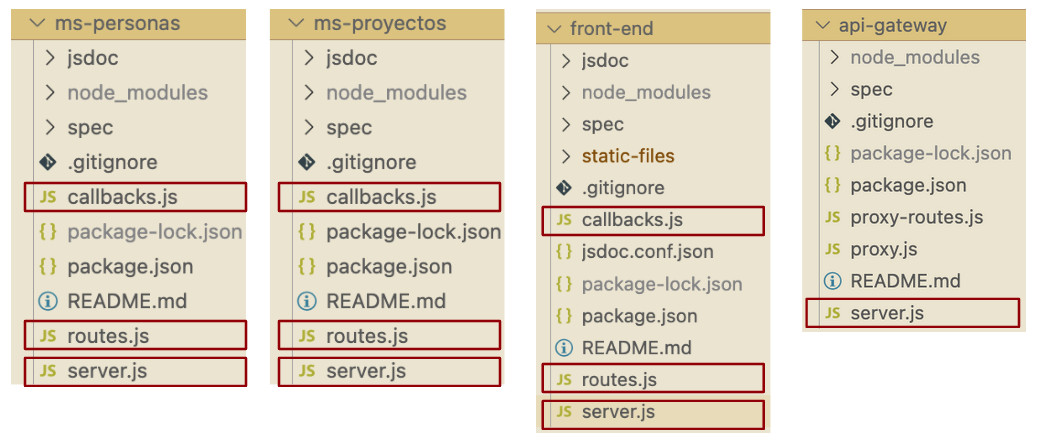 ms-personas
jsdoc
node_modules
spec
.gitignore
JS callbacks.js
{} package-lock.json
{} package.json
README.md
JS routes.js
JS server.js
ms-proyectos
jsdoc
node_modules
spec
.gitignore
JS callbacks.js
{} package-lock.json
{} package.json
README.md
JS routes.js
JS server.js
front-end
jsdoc
node_modules
spec
static-files
.gitignore
JS callbacks.js
{} jsdoc.conf.json
{} package-lock.json
{} package.json
README.md
JS routes.js
JS server.js
api-gateway
node_modules
spec
.gitignore
{} package-lock.json
{} package.json
JS proxy-routes.js
JS proxy.js
README.md
JS server.js